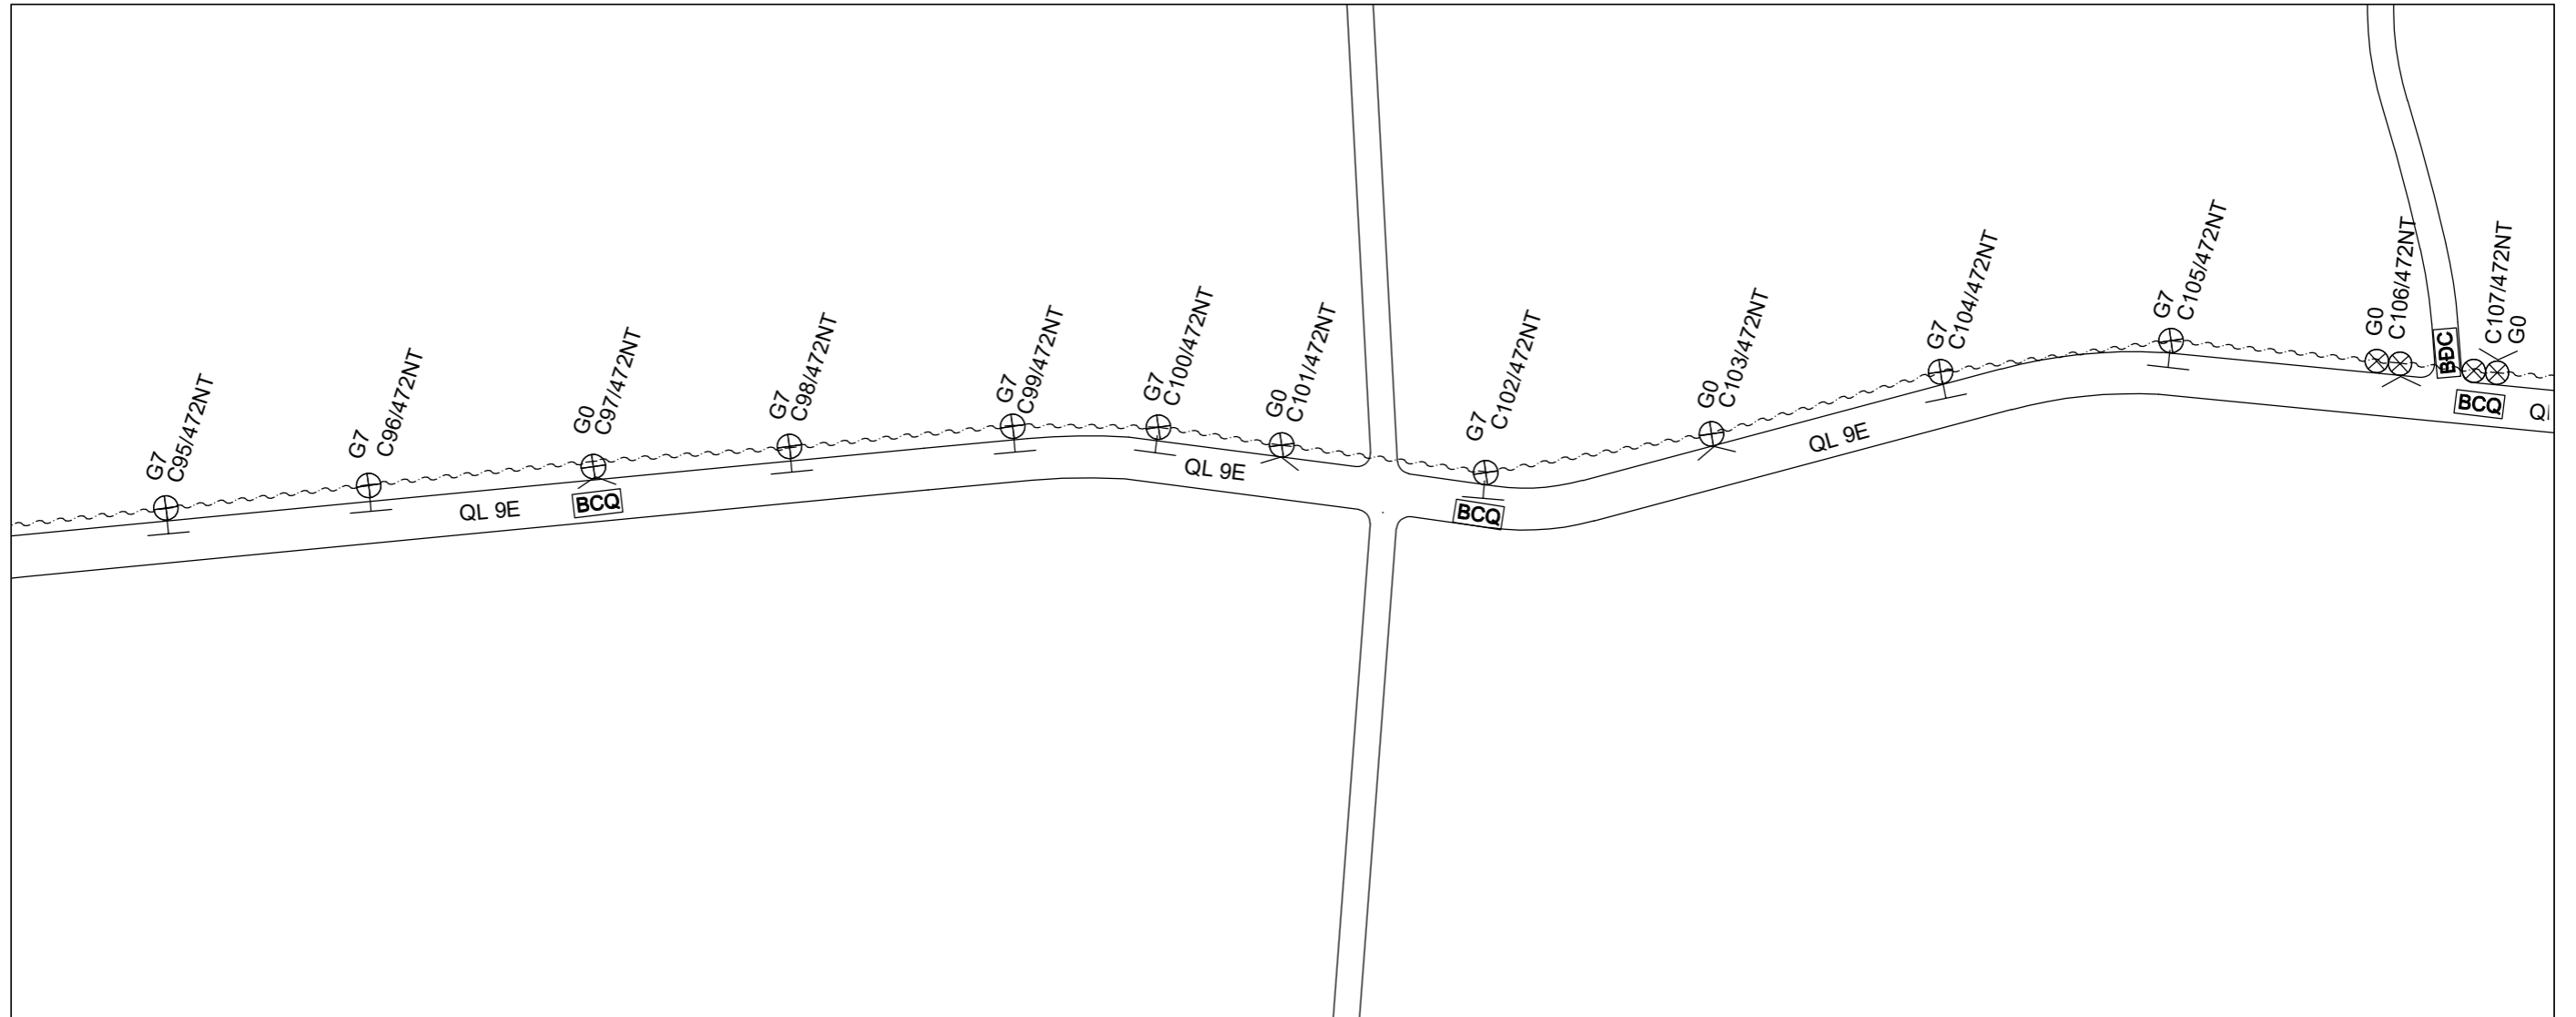 G7
C95/472NT
G7
C96/472NT
QL 9E
G0
C97/472NT
BCQ
G7
C98/472NT
G7
C99/472NT
G7
C100/472NT
QL 9E
G0
C101/472NT
G7
C102/472NT
BCQ
G0
C103/472NT
QL 9E
G7
C104/472NT
G7
C105/472NT
G0
C106/472NT
BĐC
C107/472NT
G0
BCQ